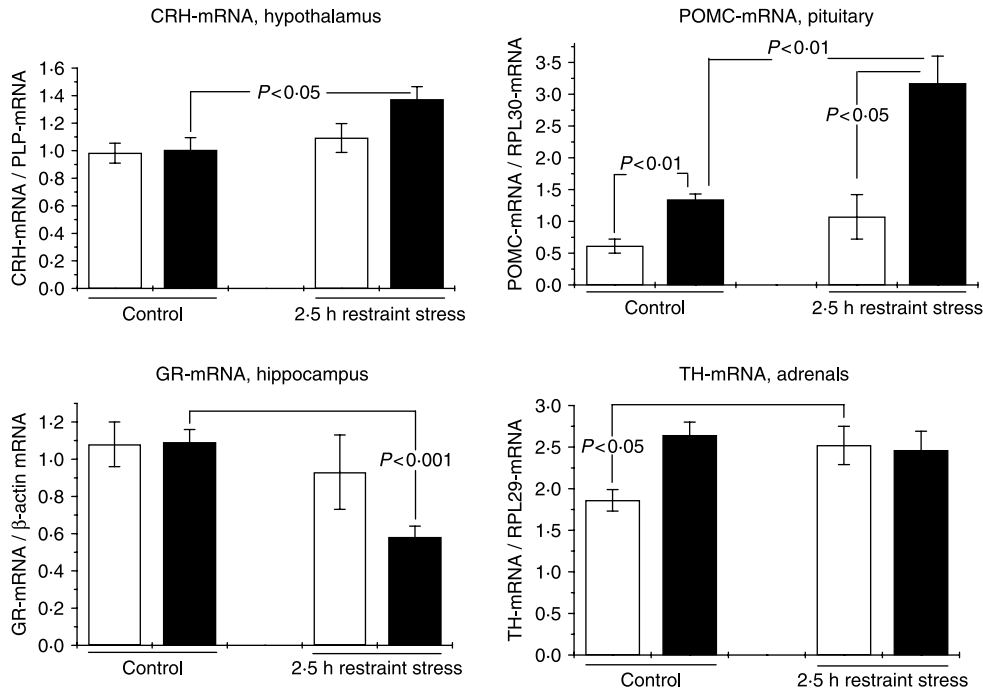 CRH-mRNA, hypothalamus
CRH-mRNA / PLP-mRNA
1·6
1·4
1·2
1·0
0·8
0·6
0·4
0·2
0·0
P<0·05
Control
2·5 h restraint stress
POMC-mRNA, pituitary
POMC-mRNA / RPL30-mRNA
3·5
3·0
2·5
2·0
1·5
1·0
0·5
0·0
P<0·01
P<0·01
P<0·05
Control
2·5 h restraint stress
GR-mRNA, hippocampus
GR-mRNA / β-actin mRNA
1·2
1·0
0·8
0·6
0·4
0·2
0·0
P<0·001
Control
2·5 h restraint stress
TH-mRNA, adrenals
TH-mRNA / RPL29-mRNA
3·0
2·5
2·0
1·5
1·0
0·5
0·0
P<0·05
Control
2·5 h restraint stress